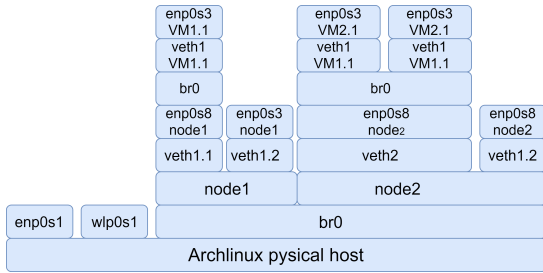 enp0s3
VM1.1
enp0s3
VM2.1
enp0s3
VM2.1
veth1
VM1.1
veth1
VM1.1
veth1
VM1.1
br0
br0
enp0s8
node1
enp0s3
node1
enp0s8
node2
enp0s8
node2
veth1.1
veth1.2
veth2
veth1.2
node1
node2
enp0s1
wlp0s1
br0
Archlinux pysical host